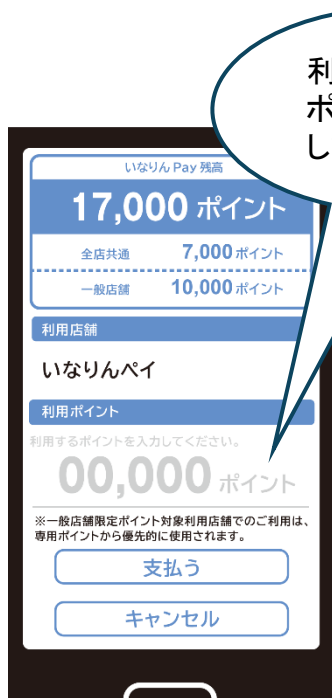 利
ポ
し
いなりん Pay 残高
17,000 ポイント
全店共通 7,000 ポイント
一般店舗 10,000 ポイント
利用店舗
いなりんペイ
利用ポイント
利用するポイントを入力してください。
00,000 ポイント
※一般店舗限定ポイント対象利用店舗でのご利用は、
専用ポイントから優先的に使用されます。
支払う
キャンセル